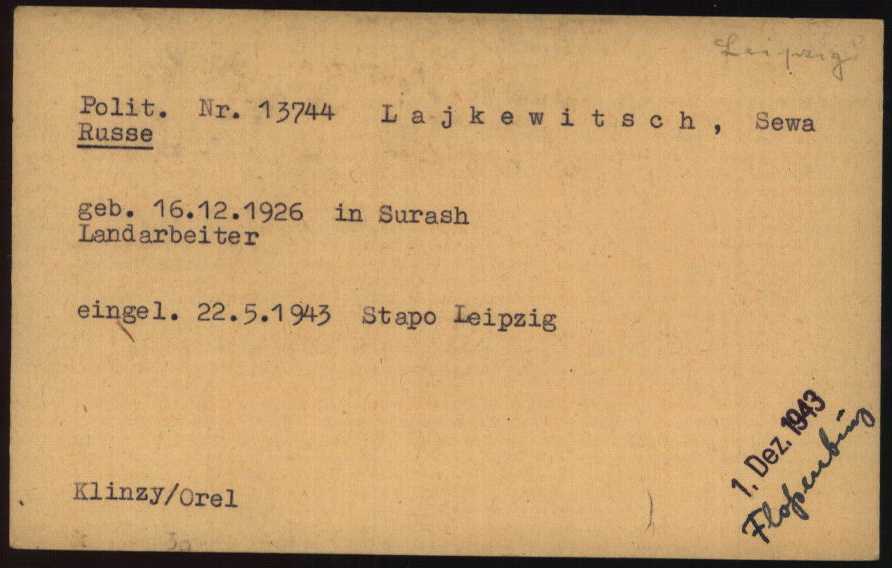 Leipzig
Polit. Nr. 13744 Lajkewitsch, Sewa
Russe
geb. 16.12.1926 in Surash
Landarbeiter
eingel. 22.5.1943 Stapo Leipzig
1. Dez. 1943
Floßenbürg
Klinzy/Orel